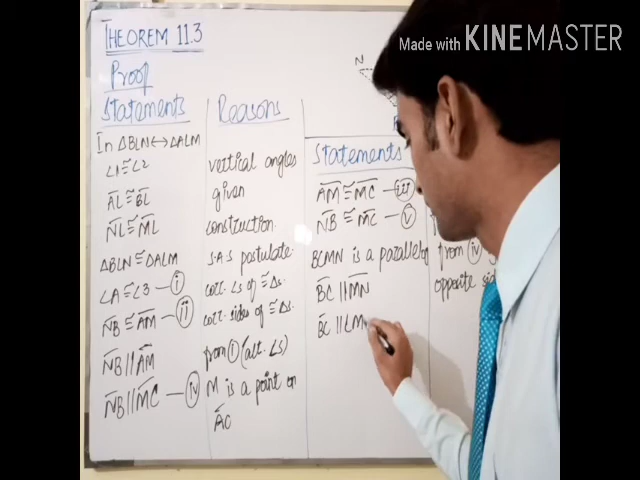 Made with KINEMASTER
THEOREM 11.3
Proof
Statements Reasons
In ΔBLN↔ΔALM
∠1≅∠2 vertical angles
AL≅BL given
NL≅ML construction
ΔBLN≅ΔALM S.A.S postulate
∠A≅∠3 — i corr. ∠s of ≅Δs.
NB≅AM — ii corr. sides of ≅Δs.
NB||AM from i (alt. ∠s)
NB||MC — iv M is a point on
AC
N
Statements
AM≅MC — iii
NB≅MC — v
BCMN is a parallelog from iv
BC||MN opposite sid
BC||LM